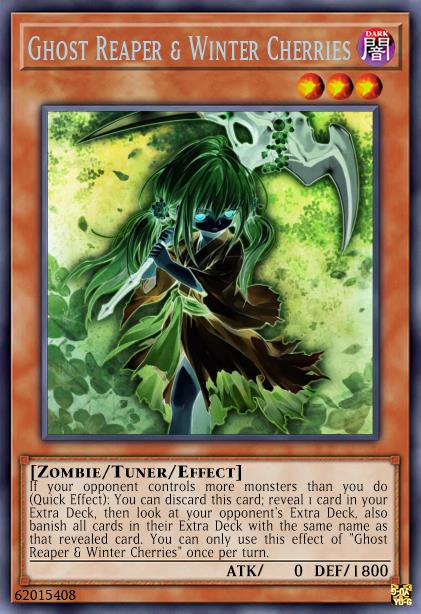 GHOST REAPER & WINTER CHERRIES
DARK
闇
[ZOMBIE/TUNER/EFFECT]
If your opponent controls more monsters than you do
(Quick Effect): You can discard this card; reveal 1 card in your
Extra Deck, then look at your opponent's Extra Deck, also
banish all cards in their Extra Deck with the same name as
that revealed card. You can only use this effect of "Ghost
Reaper & Winter Cherries" once per turn.
ATK/ 0 DEF/1800
62015408